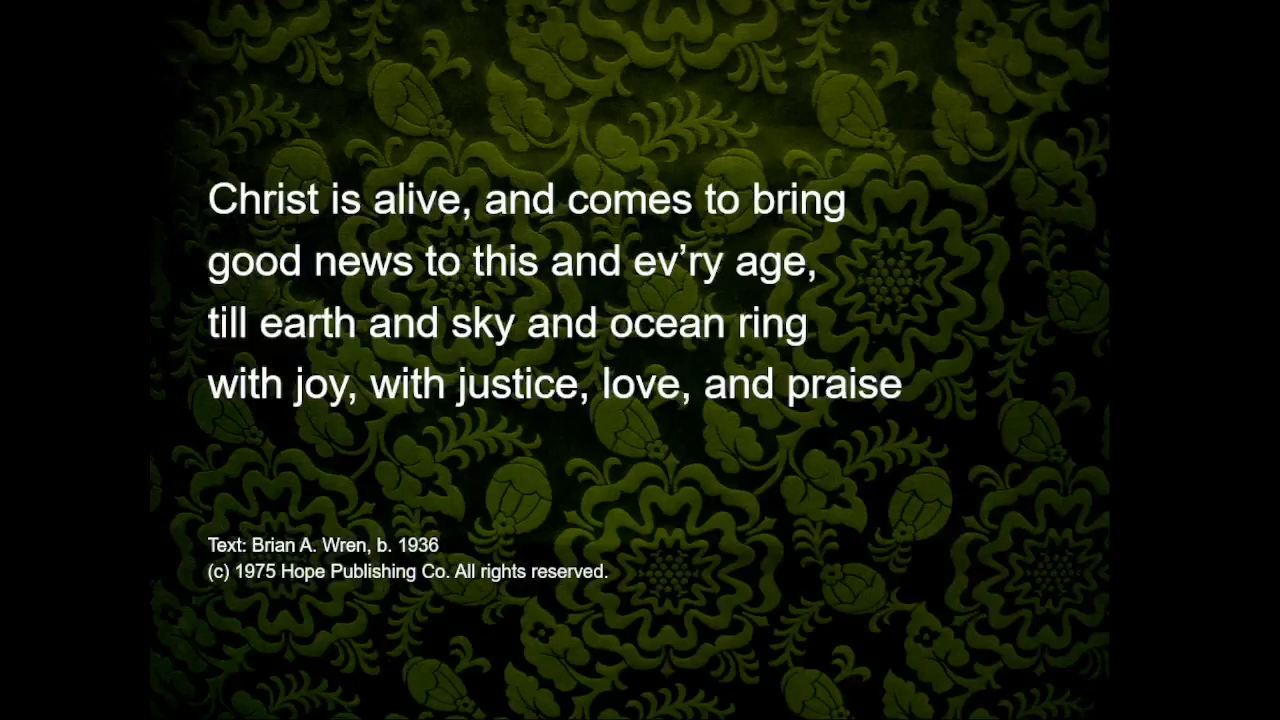 Christ is alive, and comes to bring
good news to this and ev’ry age,
till earth and sky and ocean ring
with joy, with justice, love, and praise
Text: Brian A. Wren, b. 1936
(c) 1975 Hope Publishing Co. All rights reserved.